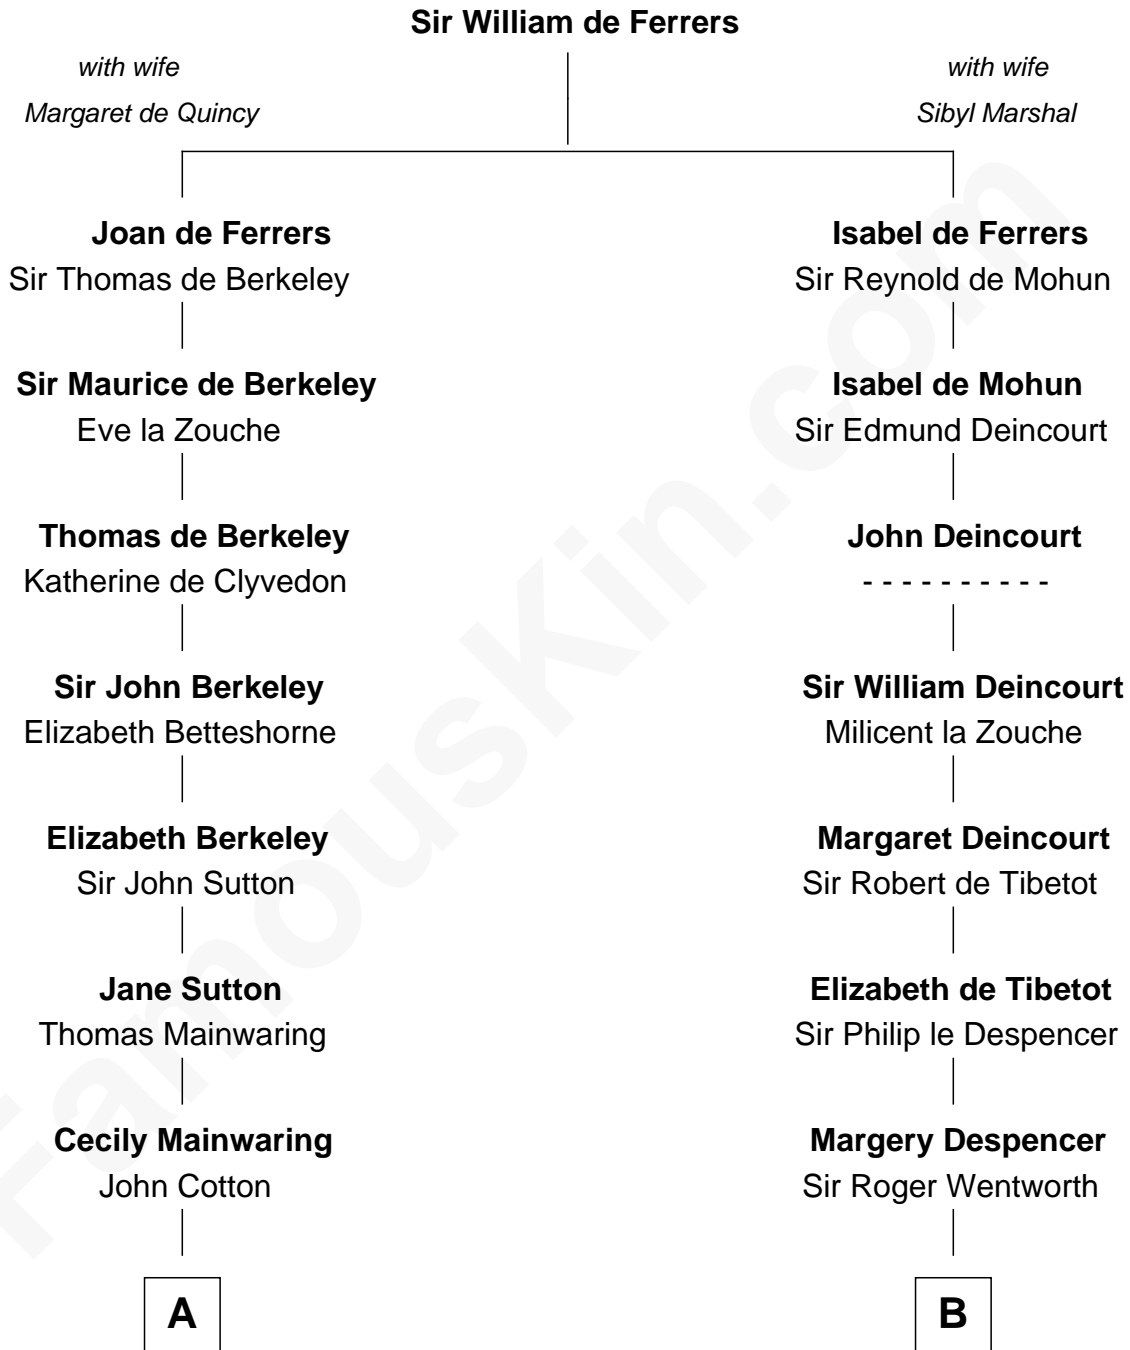 Sir William de Ferrers
with wife
Margaret de Quincy
with wife
Sibyl Marshal
Joan de Ferrers
Sir Thomas de Berkeley
Isabel de Ferrers
Sir Reynold de Mohun
Sir Maurice de Berkeley
Eve la Zouche
Isabel de Mohun
Sir Edmund Deincourt
Thomas de Berkeley
Katherine de Clyvedon
John Deincourt
- - - - - - - - - -
Sir John Berkeley
Elizabeth Betteshorne
Sir William Deincourt
Milicent la Zouche
Elizabeth Berkeley
Sir John Sutton
Margaret Deincourt
Sir Robert de Tibetot
Jane Sutton
Thomas Mainwaring
Elizabeth de Tibetot
Sir Philip le Despencer
Cecily Mainwaring
John Cotton
Margery Despencer
Sir Roger Wentworth
A
B
FamousKin.com